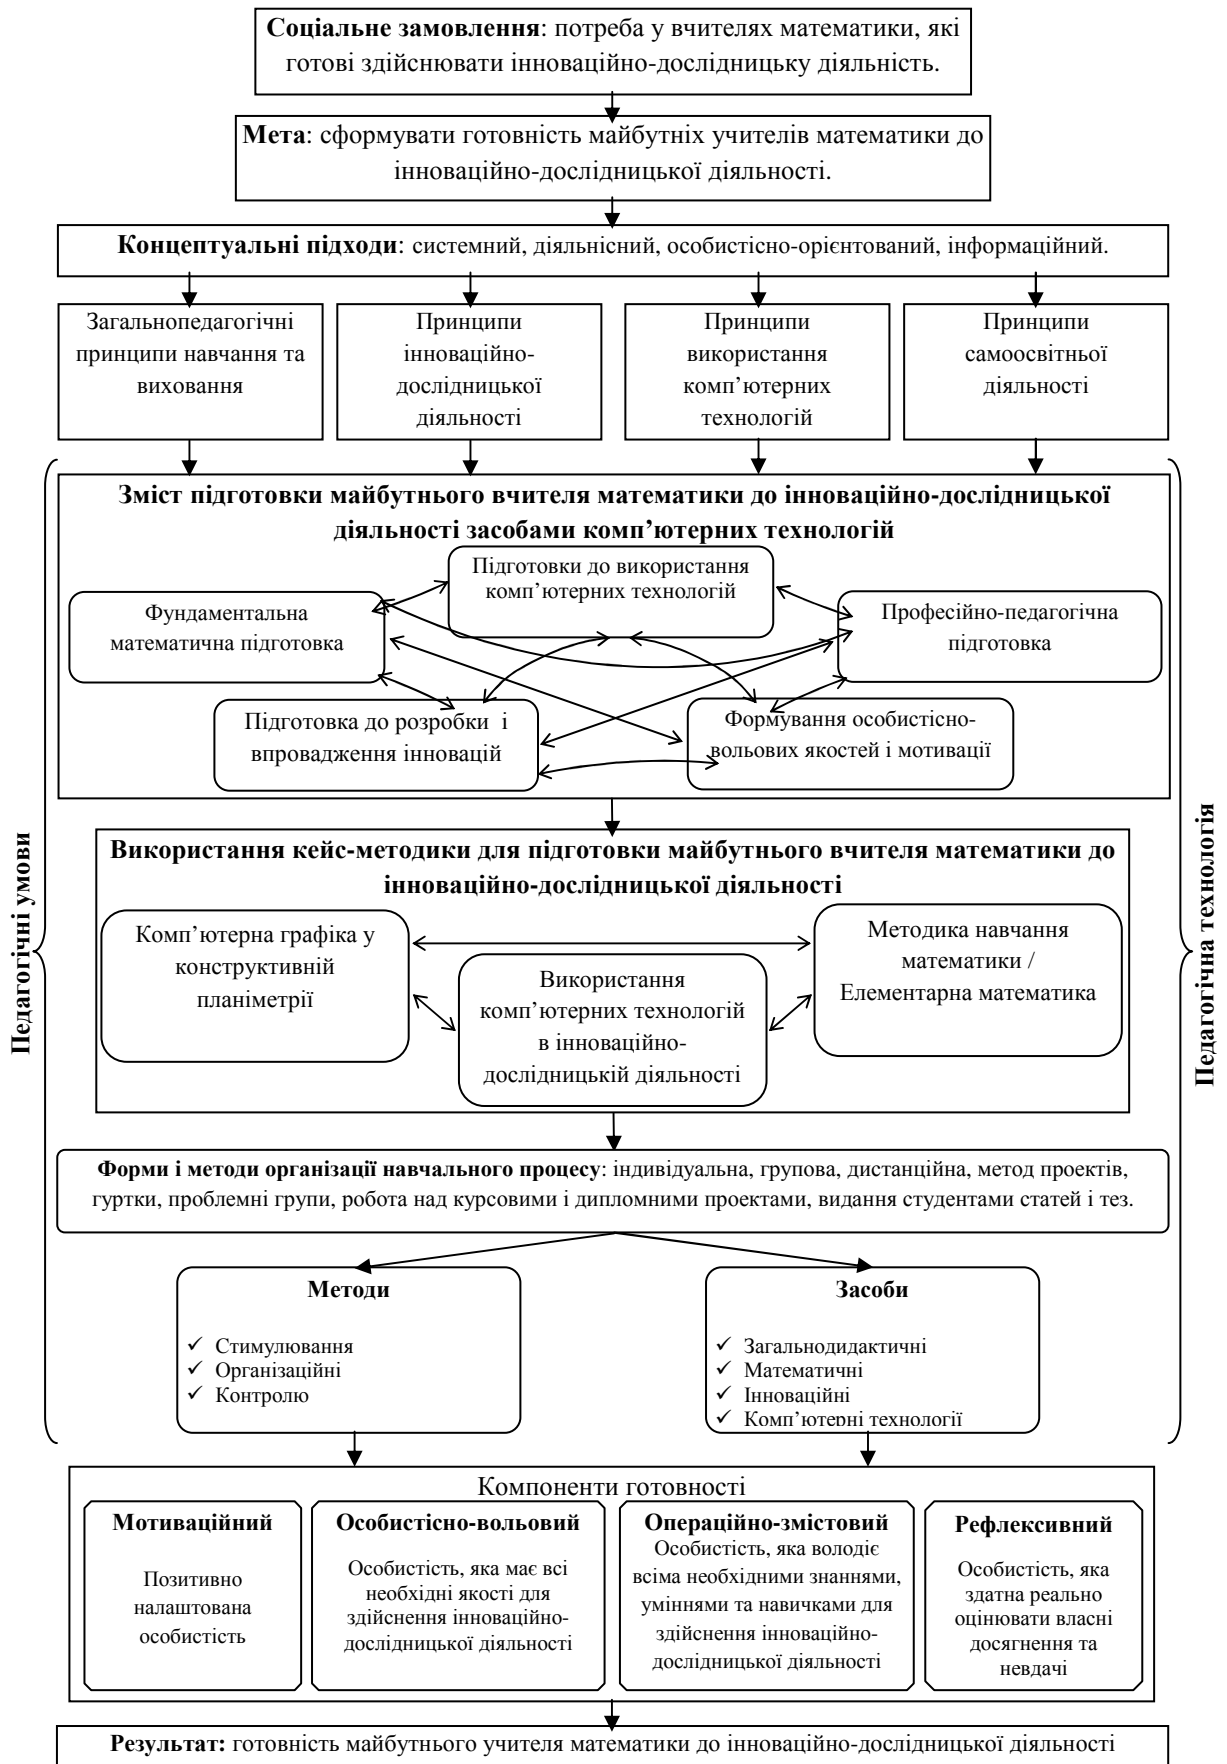 Соціальне замовлення: потреба у вчителях математики, які
готові здійснювати інноваційно-дослідницьку діяльність.
Мета: сформувати готовність майбутніх учителів математики до
інноваційно-дослідницької діяльності.
Концептуальні підходи: системний, діяльнісний, особистісно-орієнтований, інформаційний.
Загальнопедагогічні
принципи навчання та
виховання
Принципи
інноваційно-
дослідницької
діяльності
Принципи
використання
комп’ютерних
технологій
Принципи
самоосвітньої
діяльності
Педагогічні умови
Педагогічна технологія
Зміст підготовки майбутнього вчителя математики до інноваційно-дослідницької
діяльності засобами комп’ютерних технологій
Підготовки до використання
комп’ютерних технологій
Фундаментальна
математична підготовка
Професійно-педагогічна
підготовка
Підготовка до розробки і
впровадження інновацій
Формування особистісно-
вольових якостей і мотивації
Використання кейс-методики для підготовки майбутнього вчителя математики до
інноваційно-дослідницької діяльності
Комп’ютерна графіка у
конструктивній
планіметрії
Використання
комп’ютерних технологій
в інноваційно-
дослідницькій діяльності
Методика навчання
математики /
Елементарна математика
Форми і методи організації навчального процесу: індивідуальна, групова, дистанційна, метод проектів,
гуртки, проблемні групи, робота над курсовими і дипломними проектами, видання студентами статей і тез.
Методи
✓ Стимулювання
✓ Організаційні
✓ Контролю
Засоби
✓ Загальнодидактичні
✓ Математичні
✓ Інноваційні
✓ Комп’ютерні технології
Компоненти готовності
Мотиваційний
Позитивно
налаштована
особистість
Особистісно-вольовий
Особистість, яка має всі
необхідні якості для
здійснення інноваційно-
дослідницької діяльності
Операційно-змістовий
Особистість, яка володіє
всіма необхідними знаннями,
уміннями та навичками для
здійснення інноваційно-
дослідницької діяльності
Рефлексивний
Особистість, яка
здатна реально
оцінювати власні
досягнення та
невдачі
Результат: готовність майбутнього учителя математики до інноваційно-дослідницької діяльності